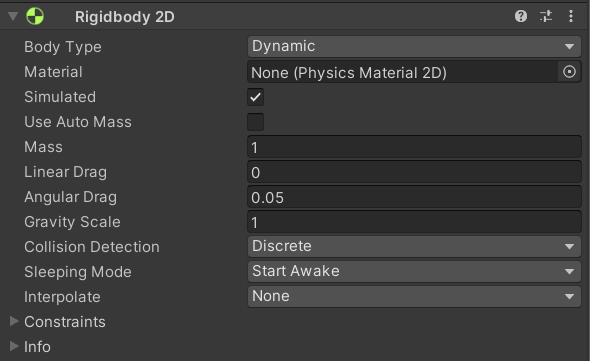 Rigidbody 2D
Body Type Dynamic
Material None (Physics Material 2D)
Simulated
Use Auto Mass
Mass 1
Linear Drag 0
Angular Drag 0.05
Gravity Scale 1
Collision Detection Discrete
Sleeping Mode Start Awake
Interpolate None
Constraints
Info